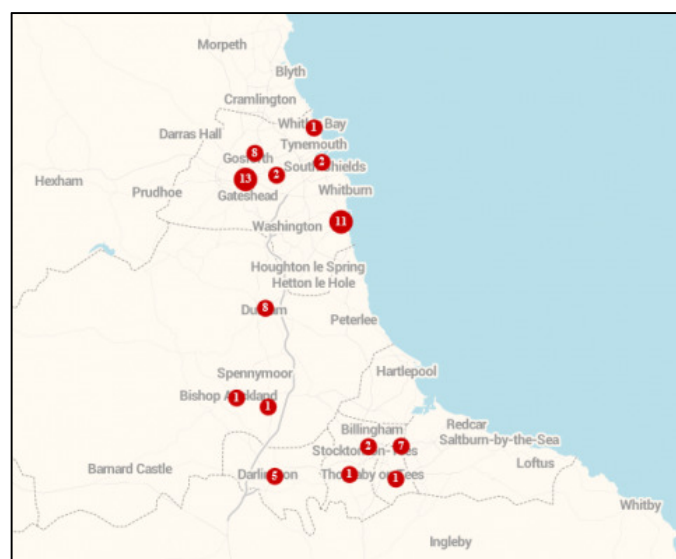 Morpeth
Blyth
Cramlington
Whitley Bay
1
Darras Hall
Tynemouth
8
Gosforth
2
South Shields
Hexham
13
2
Prudhoe
Gateshead
Whitburn
Washington
11
Houghton le Spring
Hetton le Hole
8
Durham
Peterlee
Spennymoor
Hartlepool
Bishop Auckland
1
1
Billingham
Redcar
Saltburn-by-the-Sea
2
7
Stockton-on-Tees
Loftus
Barnard Castle
Darlington
5
1
Thornaby on Tees
1
Whitby
Ingleby